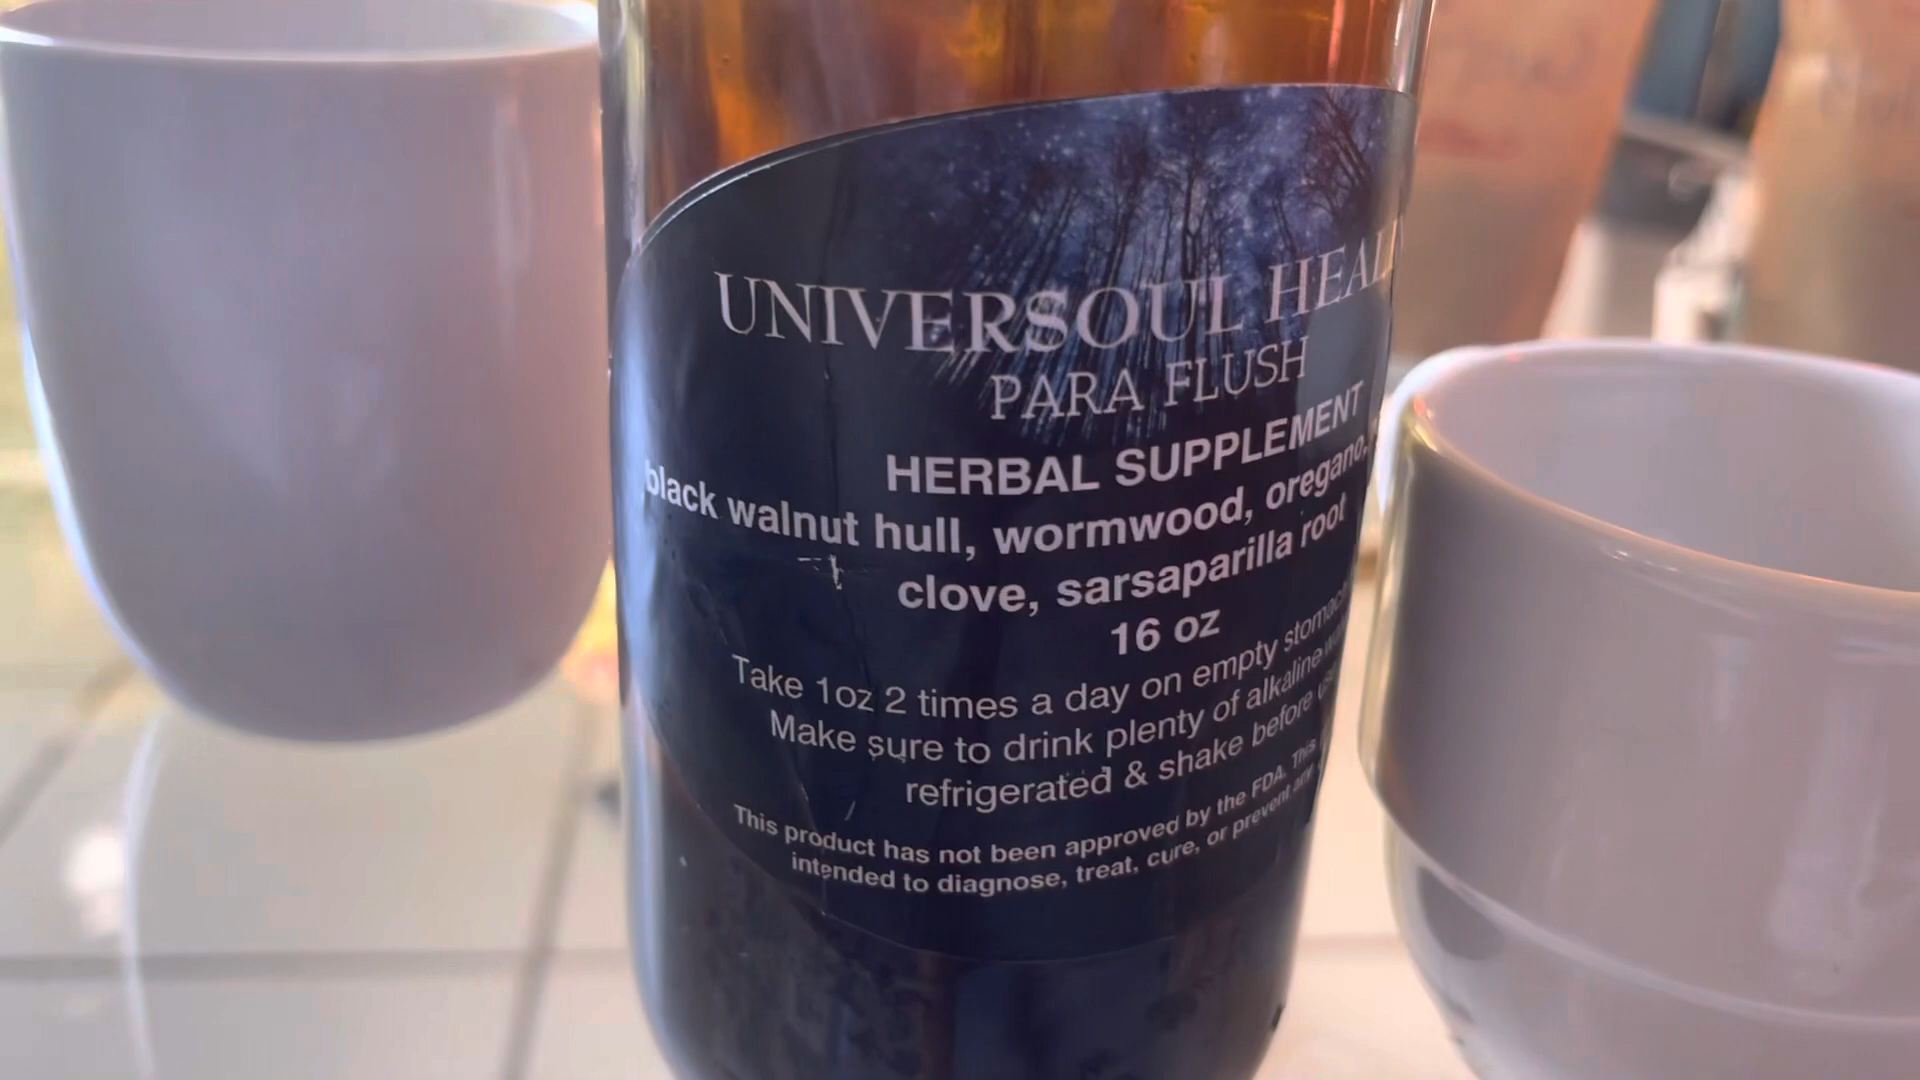 UNIVERSOUL HEAL
PARA FLUSH
HERBAL SUPPLEMENT
black walnut hull, wormwood, oregano,
clove, sarsaparilla root
16 oz
Take 1oz 2 times a day on empty stomach
Make sure to drink plenty of alkaline
refrigerated & shake before
This product has not been approved by the FDA. This
intended to diagnose, treat, cure, or prevent any